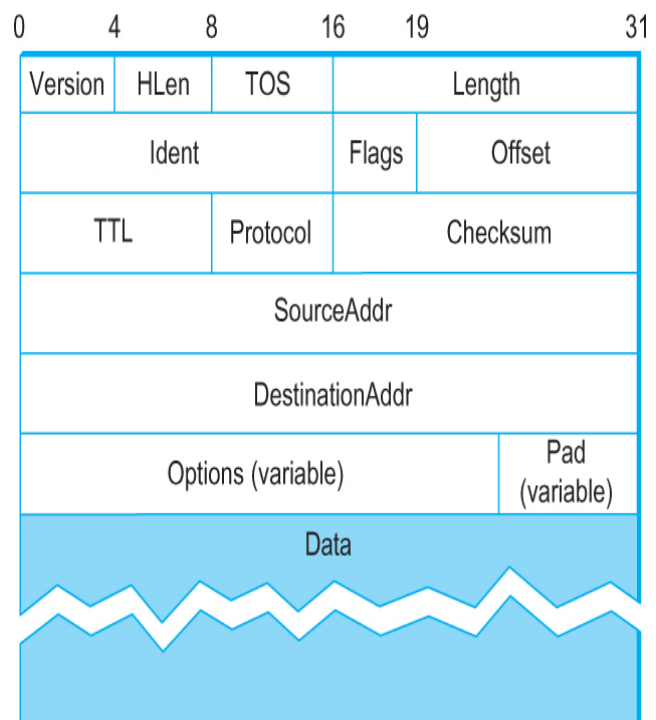 0 4 8 16 19 31
Version HLen TOS Length
Ident Flags Offset
TTL Protocol Checksum
SourceAddr
DestinationAddr
Options (variable) Pad
(variable)
Data